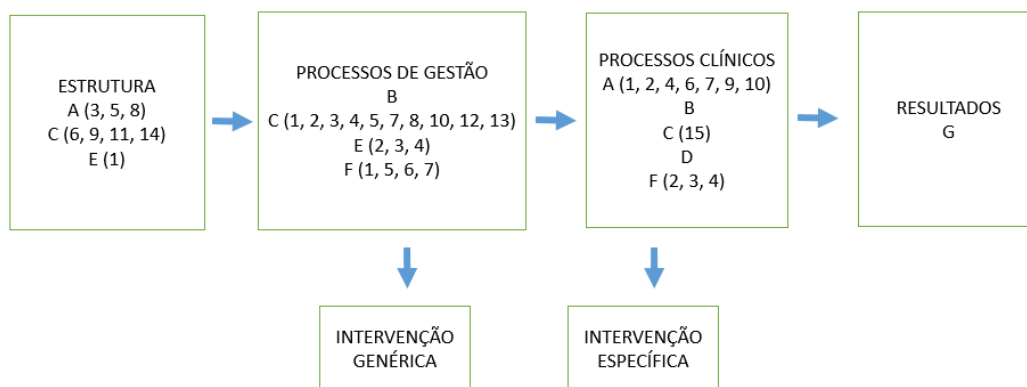 ESTRUTURA
A (3, 5, 8)
C (6, 9, 11, 14)
E (1)
PROCESSOS DE GESTÃO
B
C (1, 2, 3, 4, 5, 7, 8, 10, 12, 13)
E (2, 3, 4)
F (1, 5, 6, 7)
PROCESSOS CLÍNICOS
A (1, 2, 4, 6, 7, 9, 10)
B
C (15)
D
F (2, 3, 4)
RESULTADOS
G
INTERVENÇÃO
GENÉRICA
INTERVENÇÃO
ESPECÍFICA